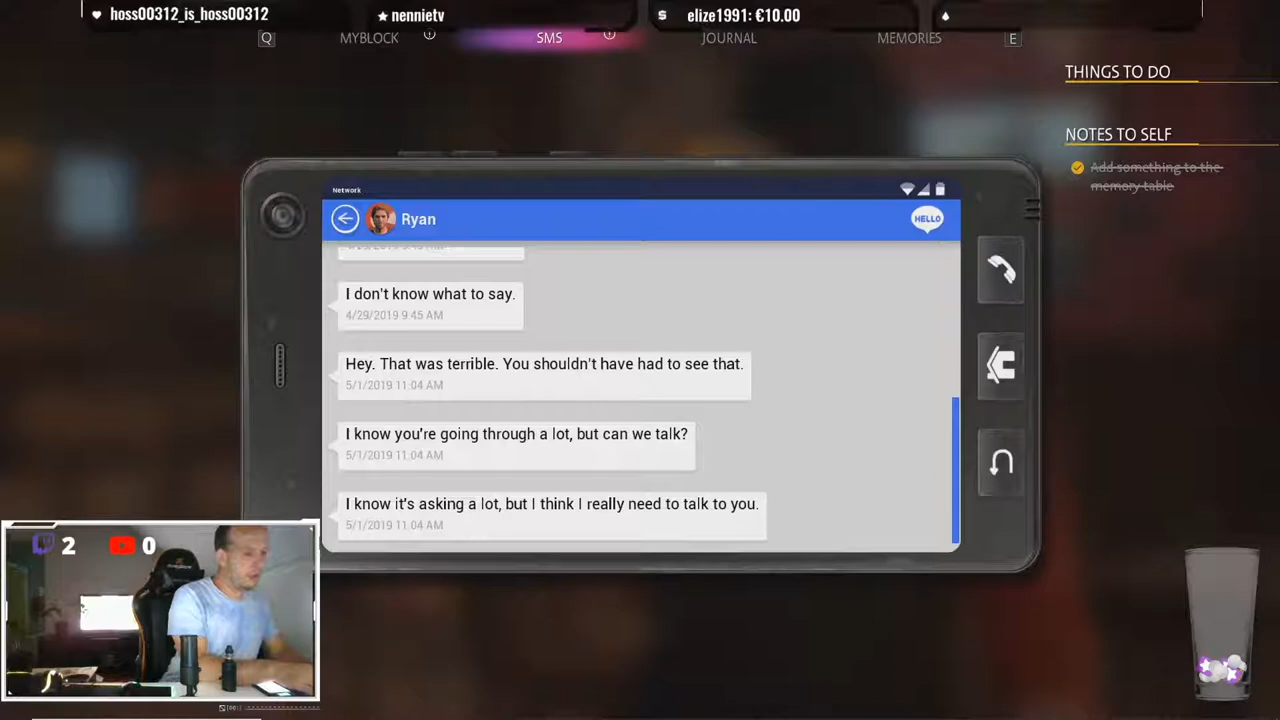 hoss00312_is_hoss00312
nennietv
$
elize1991: €10.00
Q
MYBLOCK
SMS
JOURNAL
MEMORIES
E
THINGS TO DO
NOTES TO SELF
Add something to the
memory table
Network
Ryan
HELLO
I don't know what to say.
4/29/2019 9:45 AM
Hey. That was terrible. You shouldn't have had to see that.
5/1/2019 11:04 AM
I know you're going through a lot, but can we talk?
5/1/2019 11:04 AM
I know it's asking a lot, but I think I really need to talk to you.
5/1/2019 11:04 AM
2
0